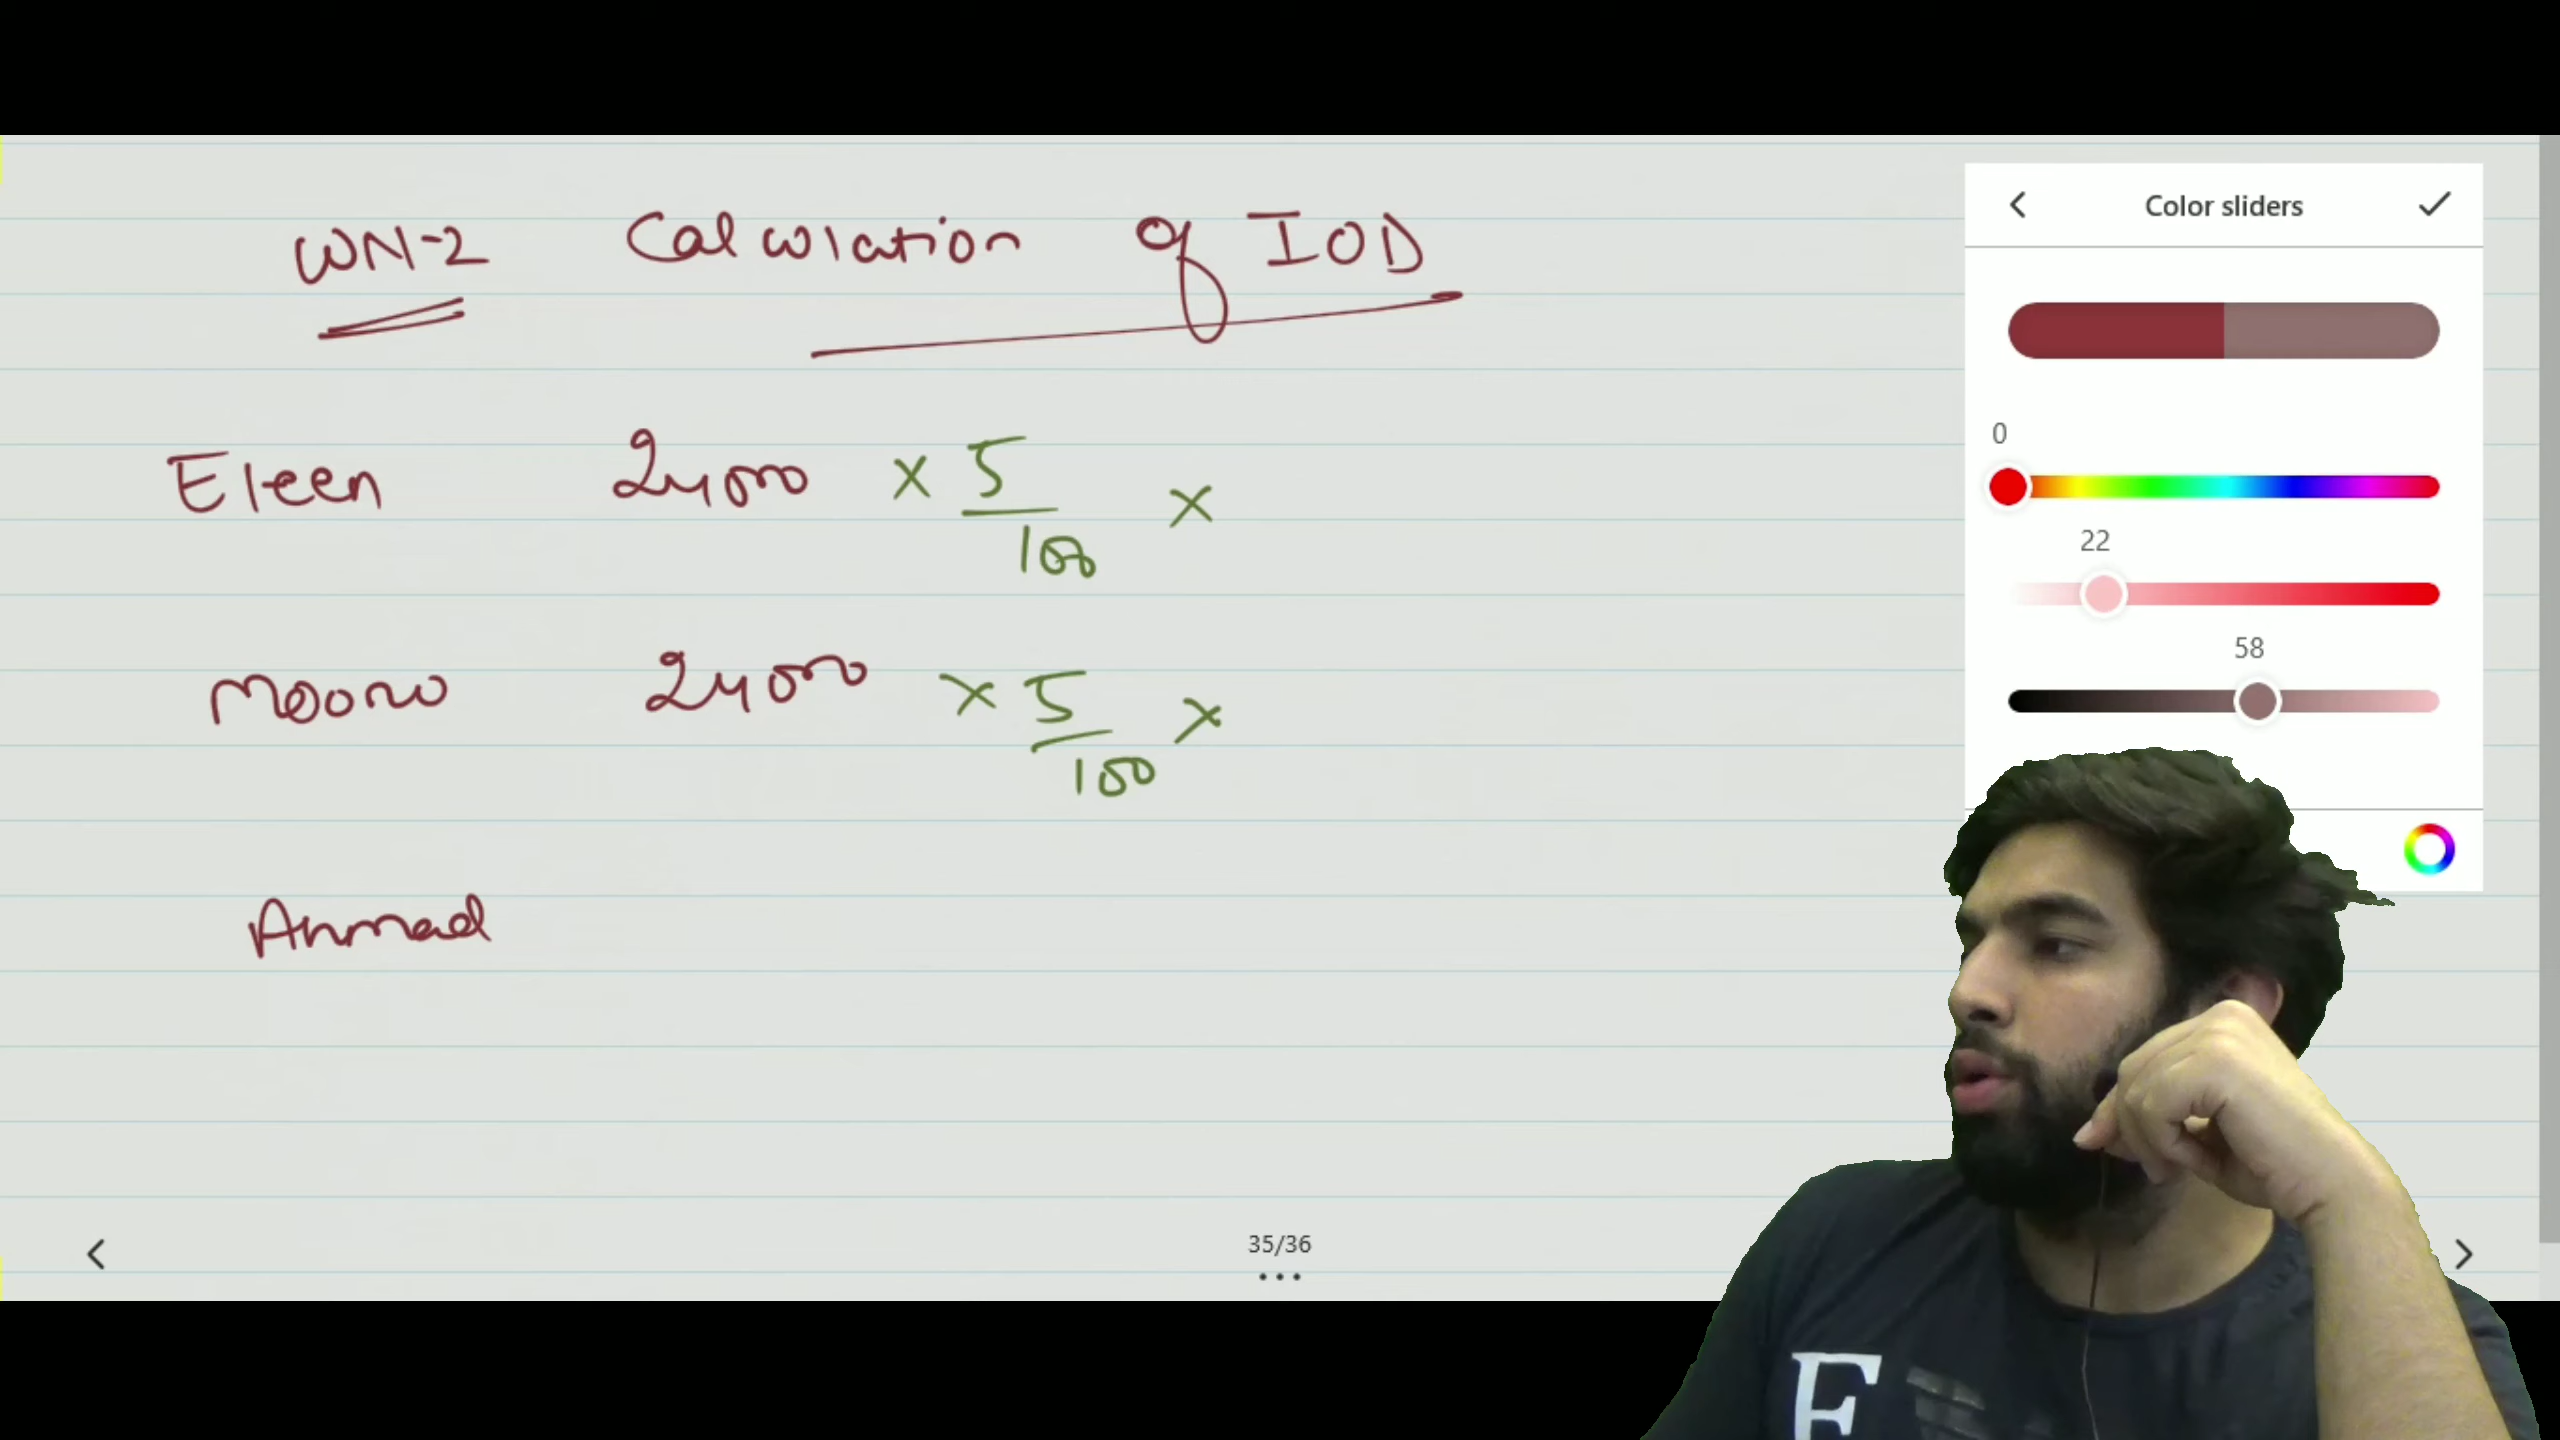 WN-2 Calculation of IOD
Color sliders
0
Eleen 24000 × 5/100 ×
22
58
Moono 24000 × 5/100 ×
Ahmad
35/36
F